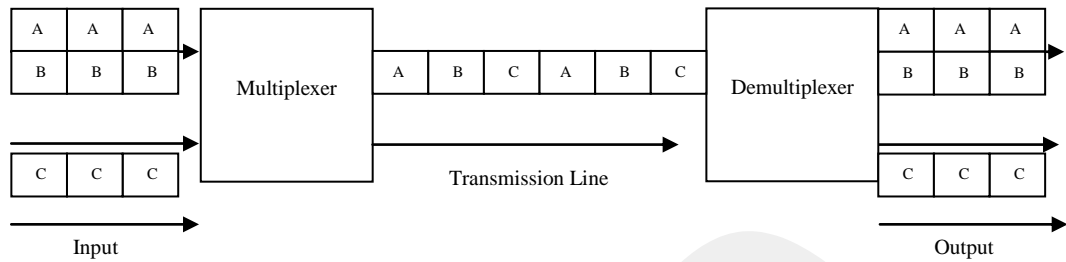 A A A
B B B
C C C
Input
Multiplexer
A B C A B C
Transmission Line
Demultiplexer
A A A
B B B
C C C
Output